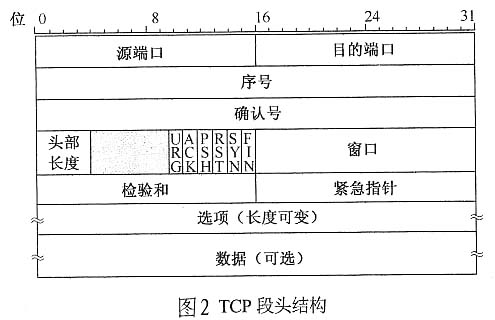 位 0 8 16 24 31
源端口 目的端口
序号
确认号
头部长度 URG ACK PSH RST SYN FIN 窗口
检验和 紧急指针
选项（长度可变）
数据（可选）
图2 TCP 段头结构